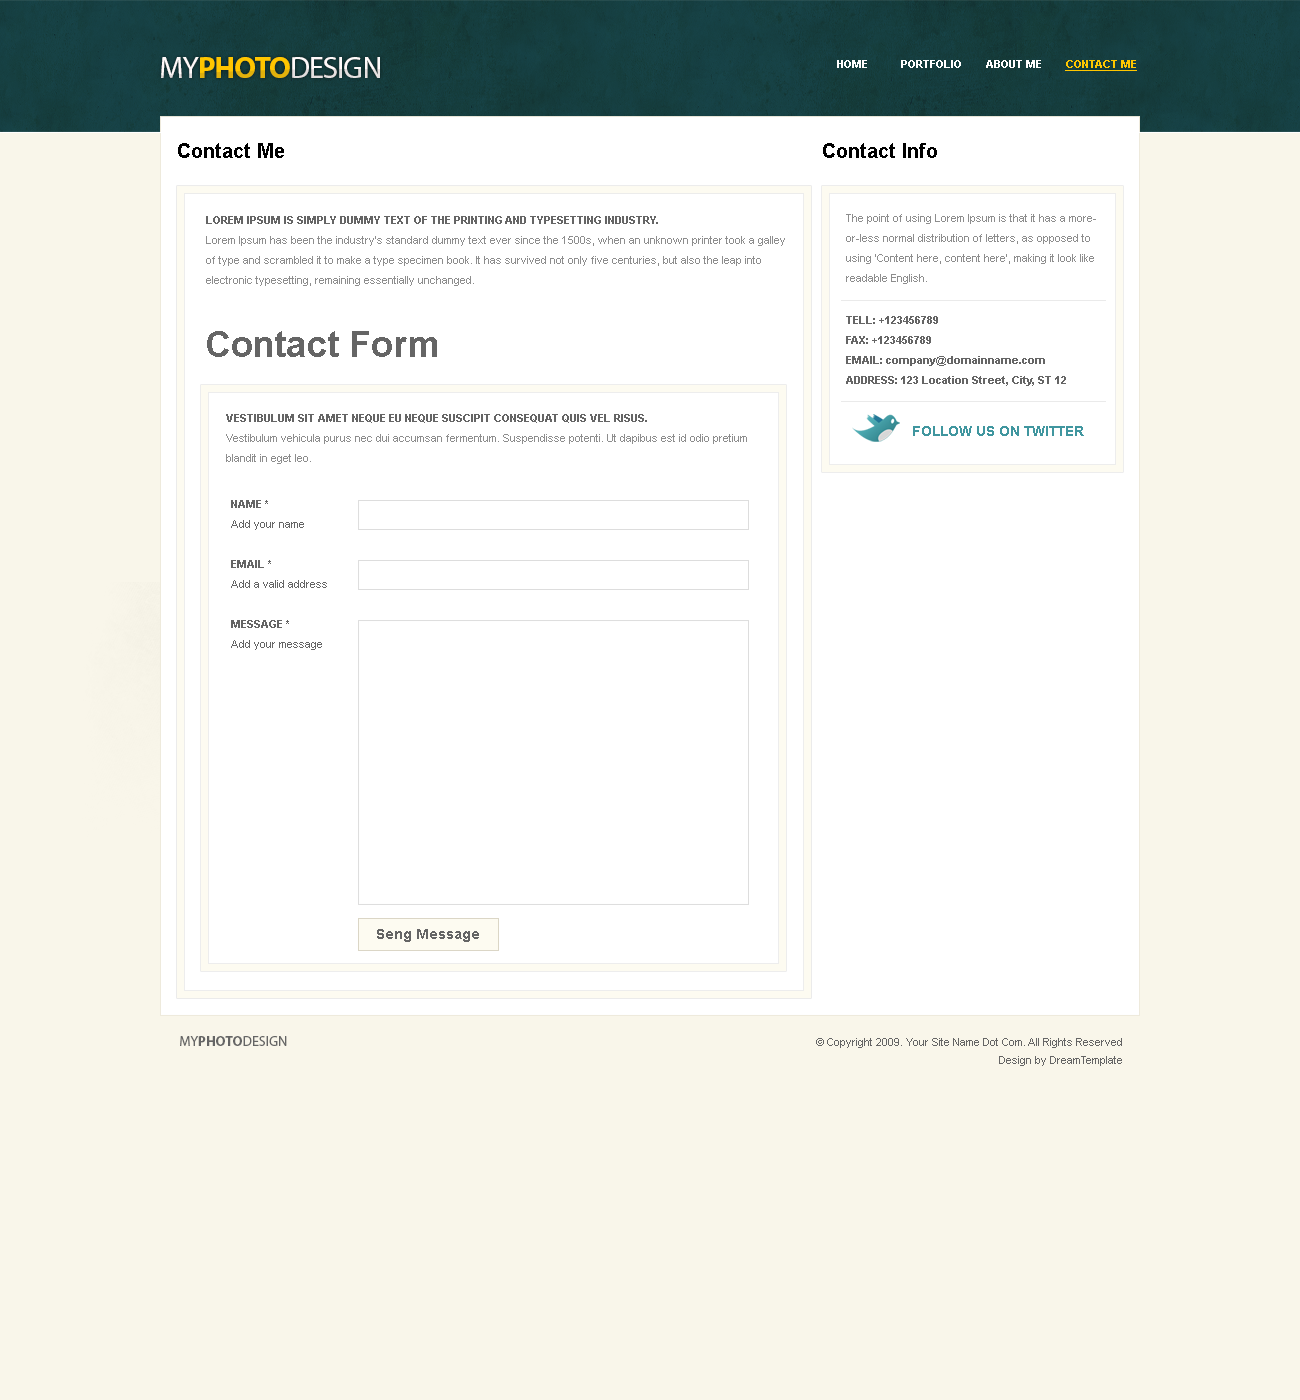 MYPHOTODESIGN
HOME PORTFOLIO ABOUT ME CONTACT ME
Contact Me
LOREM IPSUM IS SIMPLY DUMMY TEXT OF THE PRINTING AND TYPESETTING INDUSTRY.
Lorem Ipsum has been the industry's standard dummy text ever since the 1500s, when an unknown printer took a galley
of type and scrambled it to make a type specimen book. It has survived not only five centuries, but also the leap into
electronic typesetting, remaining essentially unchanged.
Contact Form
VESTIBULUM SIT AMET NEQUE EU NEQUE SUSCIPIT CONSEQUAT QUIS VEL RISUS.
Vestibulum vehicula purus nec dui accumsan fermentum. Suspendisse potenti. Ut dapibus est id odio pretium
blandit in eget leo.
NAME *
Add your name
EMAIL *
Add a valid address
MESSAGE *
Add your message
Seng Message
Contact Info
The point of using Lorem Ipsum is that it has a more-
or-less normal distribution of letters, as opposed to
using 'Content here, content here', making it look like
readable English.
TELL: +123456789
FAX: +123456789
EMAIL: company@domainname.com
ADDRESS: 123 Location Street, City, ST 12
FOLLOW US ON TWITTER
MYPHOTODESIGN
© Copyright 2009. Your Site Name Dot Com. All Rights Reserved
Design by DreamTemplate